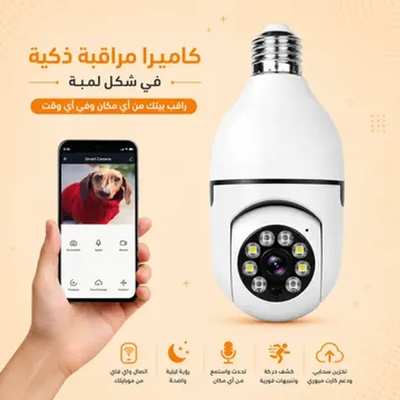 كاميرا مراقبة ذكية
في شكل لمبة
راقب بيتك من أي مكان وفي أي وقت
Smart Camera
تخزين سحابي
ودعم كارت ميموري
كشف حركة
وتنبيهات فورية
تحدث واستمع
من أي مكان
رؤية ليلية
واضحة
اتصال واي فاي
من موبايلك